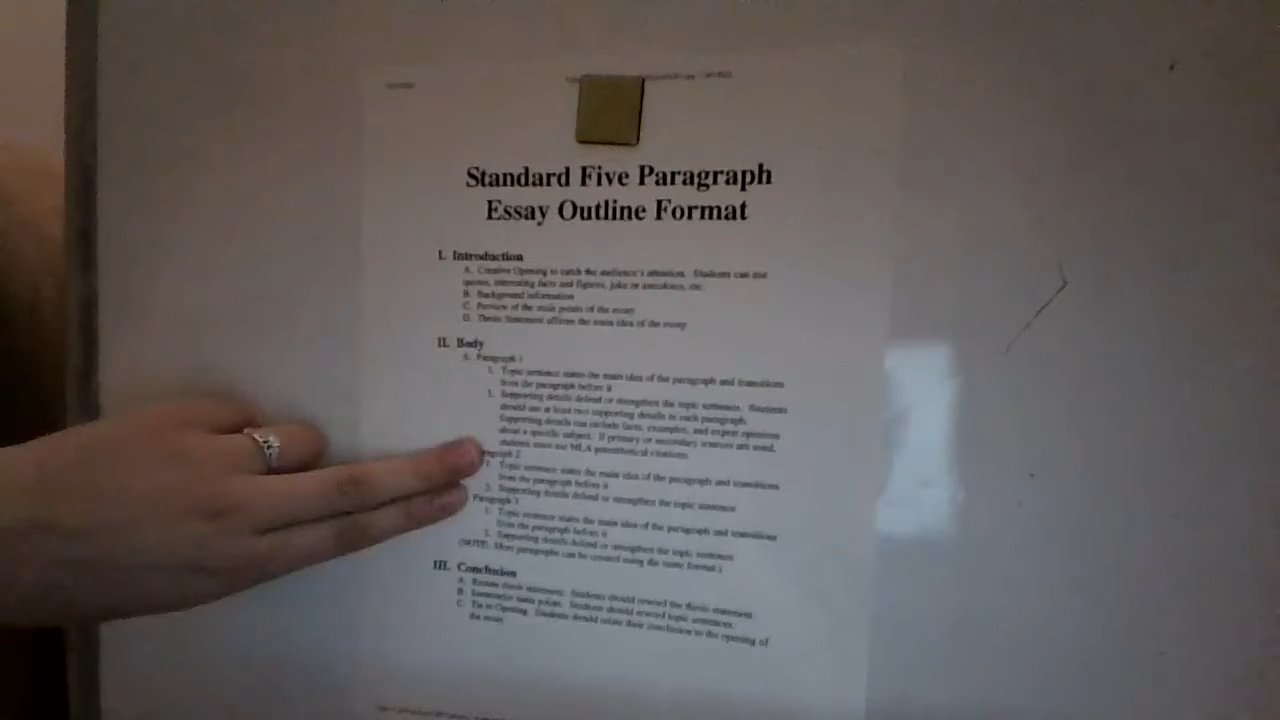 Standard Five Paragraph
Essay Outline Format
I. Introduction
A. Creative Opening to catch the audience's attention. Students can use
quotes, interesting facts and figures, joke or anecdotes, etc.
B. Background information
C. Preview of the main points of the essay
D. Thesis Statement affirms the main idea of the essay
II. Body
A. Paragraph 1
1. Topic sentence states the main idea of the paragraph and transitions
from the paragraph before it
2. Supporting details defend or strengthen the topic sentence. Students
should use at least two supporting details in each paragraph.
Supporting details can include facts, examples, and expert opinions
about a specific subject. If primary or secondary sources are used,
students must use MLA parenthetical citations.
2
Topic sentence states the main idea of the paragraph and transitions
from the paragraph before it
2. Supporting details defend or strengthen the topic sentence
Paragraph 3
1. Topic sentence states the main idea of the paragraph and transitions
from the paragraph before it
2. Supporting details defend or strengthen the topic sentence
(NOTE: More paragraphs can be created using the same format.)
III. Conclusion
A. Restate thesis statement. Students should reword the thesis statement.
B. Summarize main points. Students should reword topic sentences.
C. Tie to Opening. Students should relate their conclusion to the opening of
the essay.